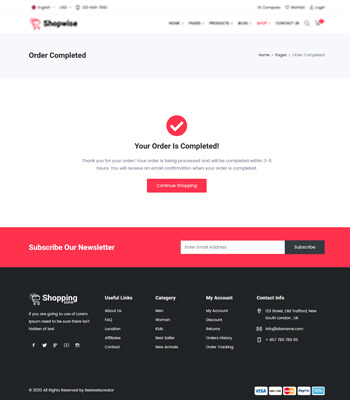 English USD 123-456-7890 Compare Wishlist Login
Shopwise HOME PAGES PRODUCTS BLOG SHOP CONTACT US
Order Completed Home Pages Order Completed
Your Order Is Completed!
Thank you for your order! Your order is being processed and will be completed within 3-6
hours. You will receive an email confirmation when your order is completed.
Continue Shopping
Subscribe Our Newsletter Enter Email Address Subscribe
Shopping Useful Links Category My Account My Account Contact Info
If you are going to use of Lorem
Ipsum need to be sure there isn't
hidden of text
About Us
FAQ
Location
Affiliates
Contact
Men
Woman
Kids
Best Seller
New Arrivals
My Account
Discount
Returns
Orders History
Order Tracking
123 Street, Old Trafford, New
South London , UK
info@sitename.com
+ 457 789 789 65
© 2020 All Rights Reserved by Bestwebcreator
VISA PayPal